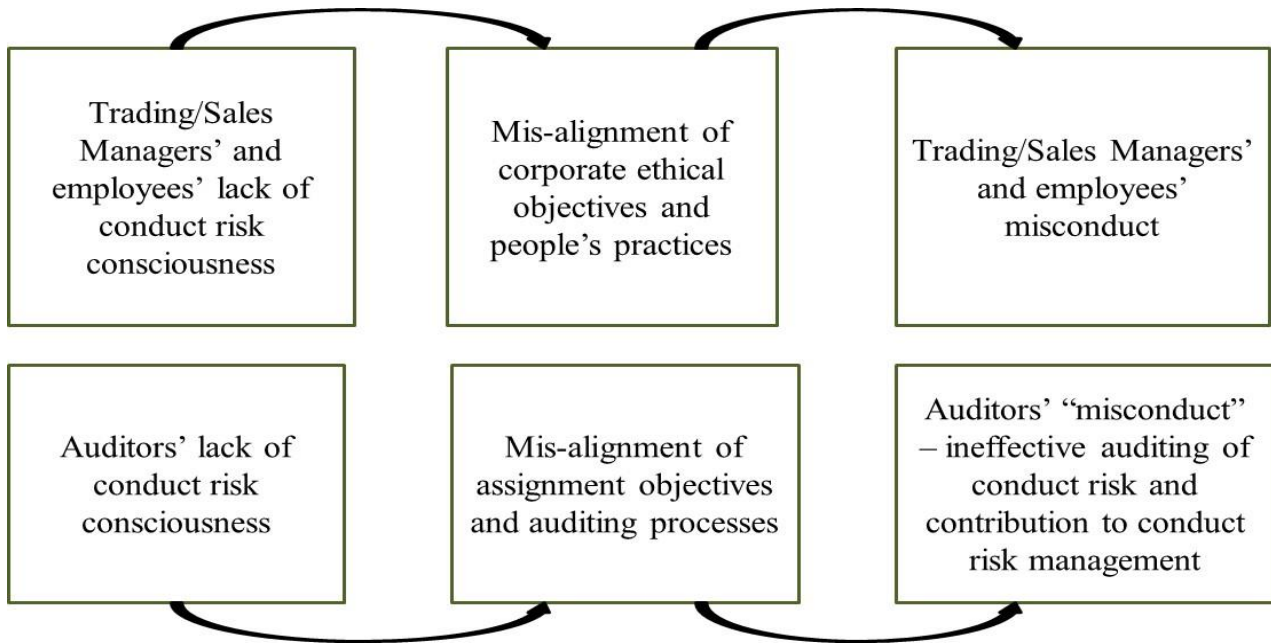 Trading/Sales
Managers’ and
employees’ lack of
conduct risk
consciousness
Mis-alignment of
corporate ethical
objectives and
people’s practices
Trading/Sales Managers’
and employees’
misconduct
Auditors’ lack of
conduct risk
consciousness
Mis-alignment of
assignment objectives
and auditing processes
Auditors’ “misconduct”
– ineffective auditing of
conduct risk and
contribution to conduct
risk management